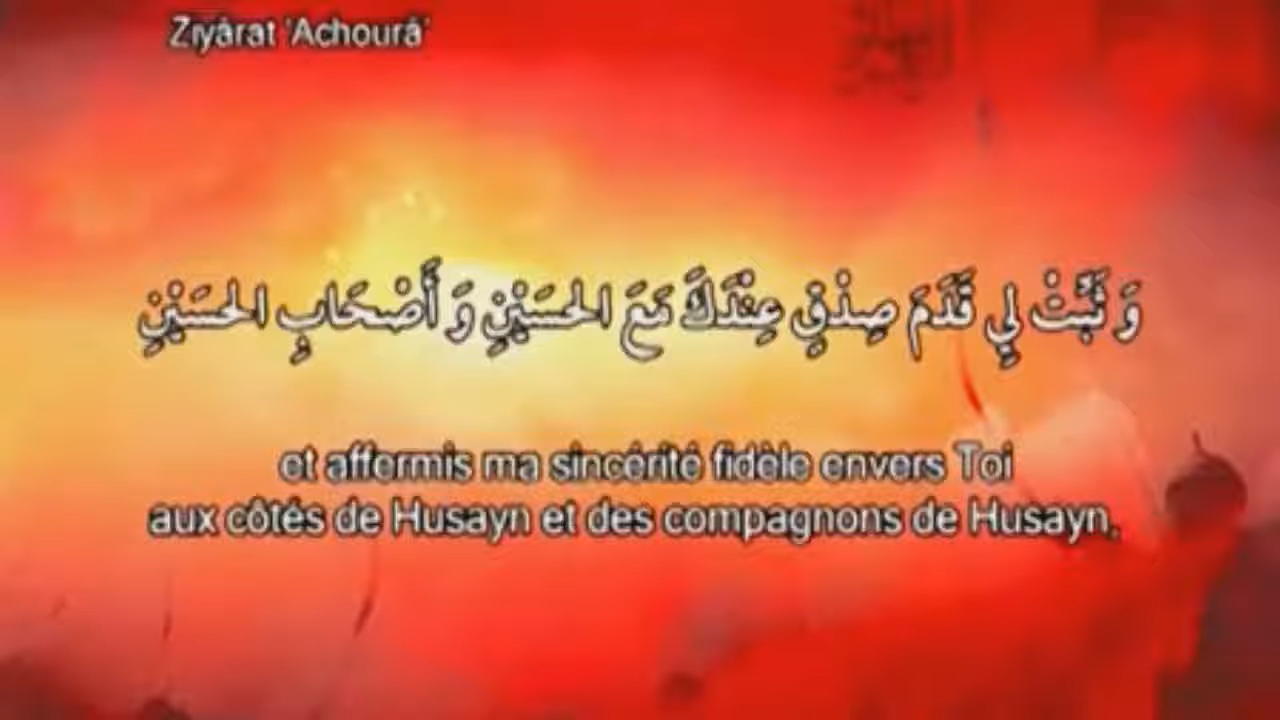 Ziyârat 'Achourâ'
وَ ثَبِّتْ لِي قَدَمَ صِدْقٍ عِنْدَكَ مَعَ الحُسَيْنِ وَ أَصْحَابِ الحُسَيْنِ
et affermis ma sincérité fidèle envers Toi
aux côtés de Husayn et des compagnons de Husayn,